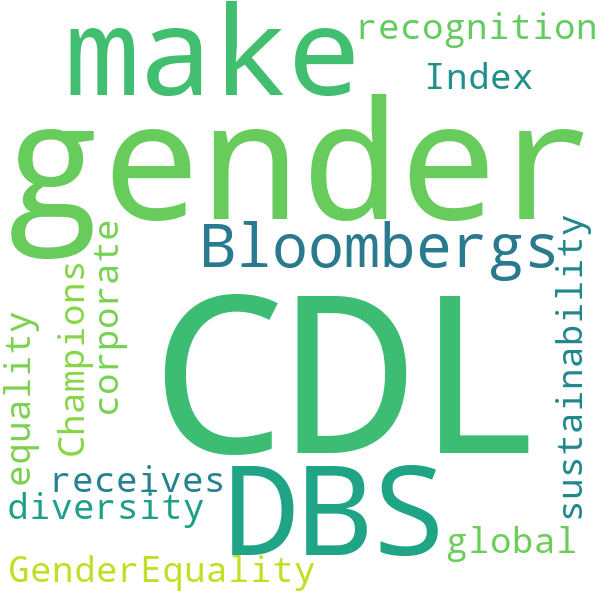 make
recognition
Index
gender
Bloombergs
sustainability
corporate
Champions
equality
CDL
receives
diversity
DBS
global
GenderEquality